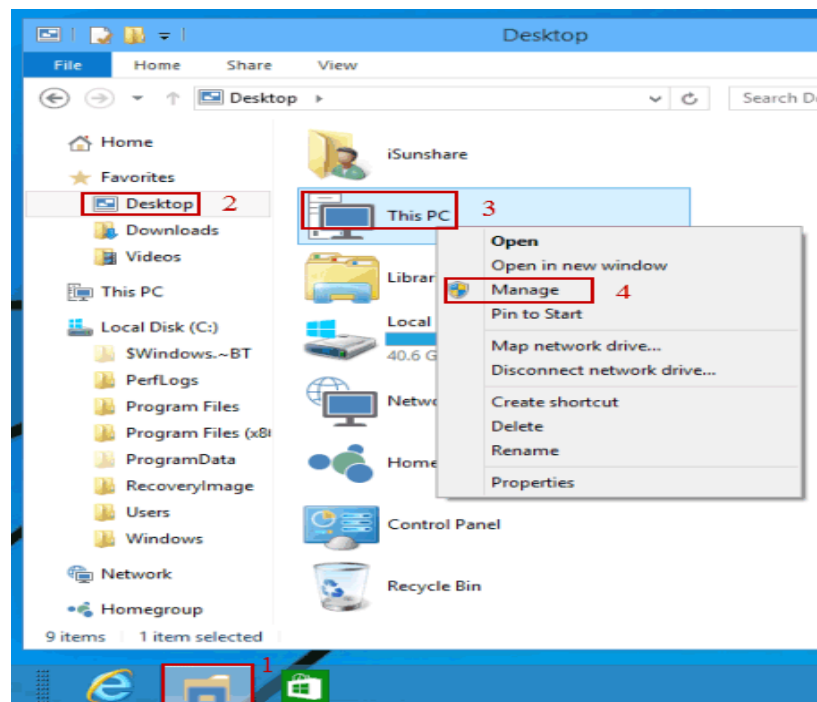 Desktop
File Home Share View
Desktop
Search D
Home
Favorites
Desktop 2
Downloads
Videos
This PC
Local Disk (C:)
$Windows.~BT
PerfLogs
Program Files
Program Files (x8
ProgramData
RecoveryImage
Users
Windows
Network
Homegroup
iSunshare
This PC 3
Librar
Local
40.6 G
Netwo
Home
Control Panel
Recycle Bin
Open
Open in new window
Manage 4
Pin to Start
Map network drive...
Disconnect network drive...
Create shortcut
Delete
Rename
Properties
9 items 1 item selected
1